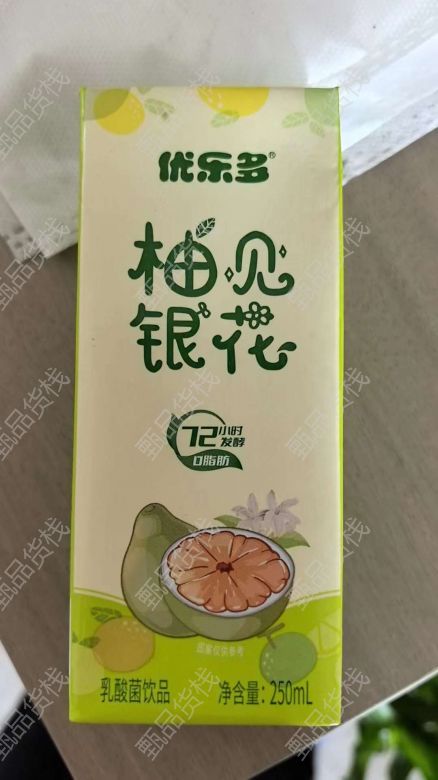 优乐多®
柚见
银花
72小时
发酵
0脂肪
图案仅供参考
乳酸菌饮品 净含量:250mL
甄品货栈